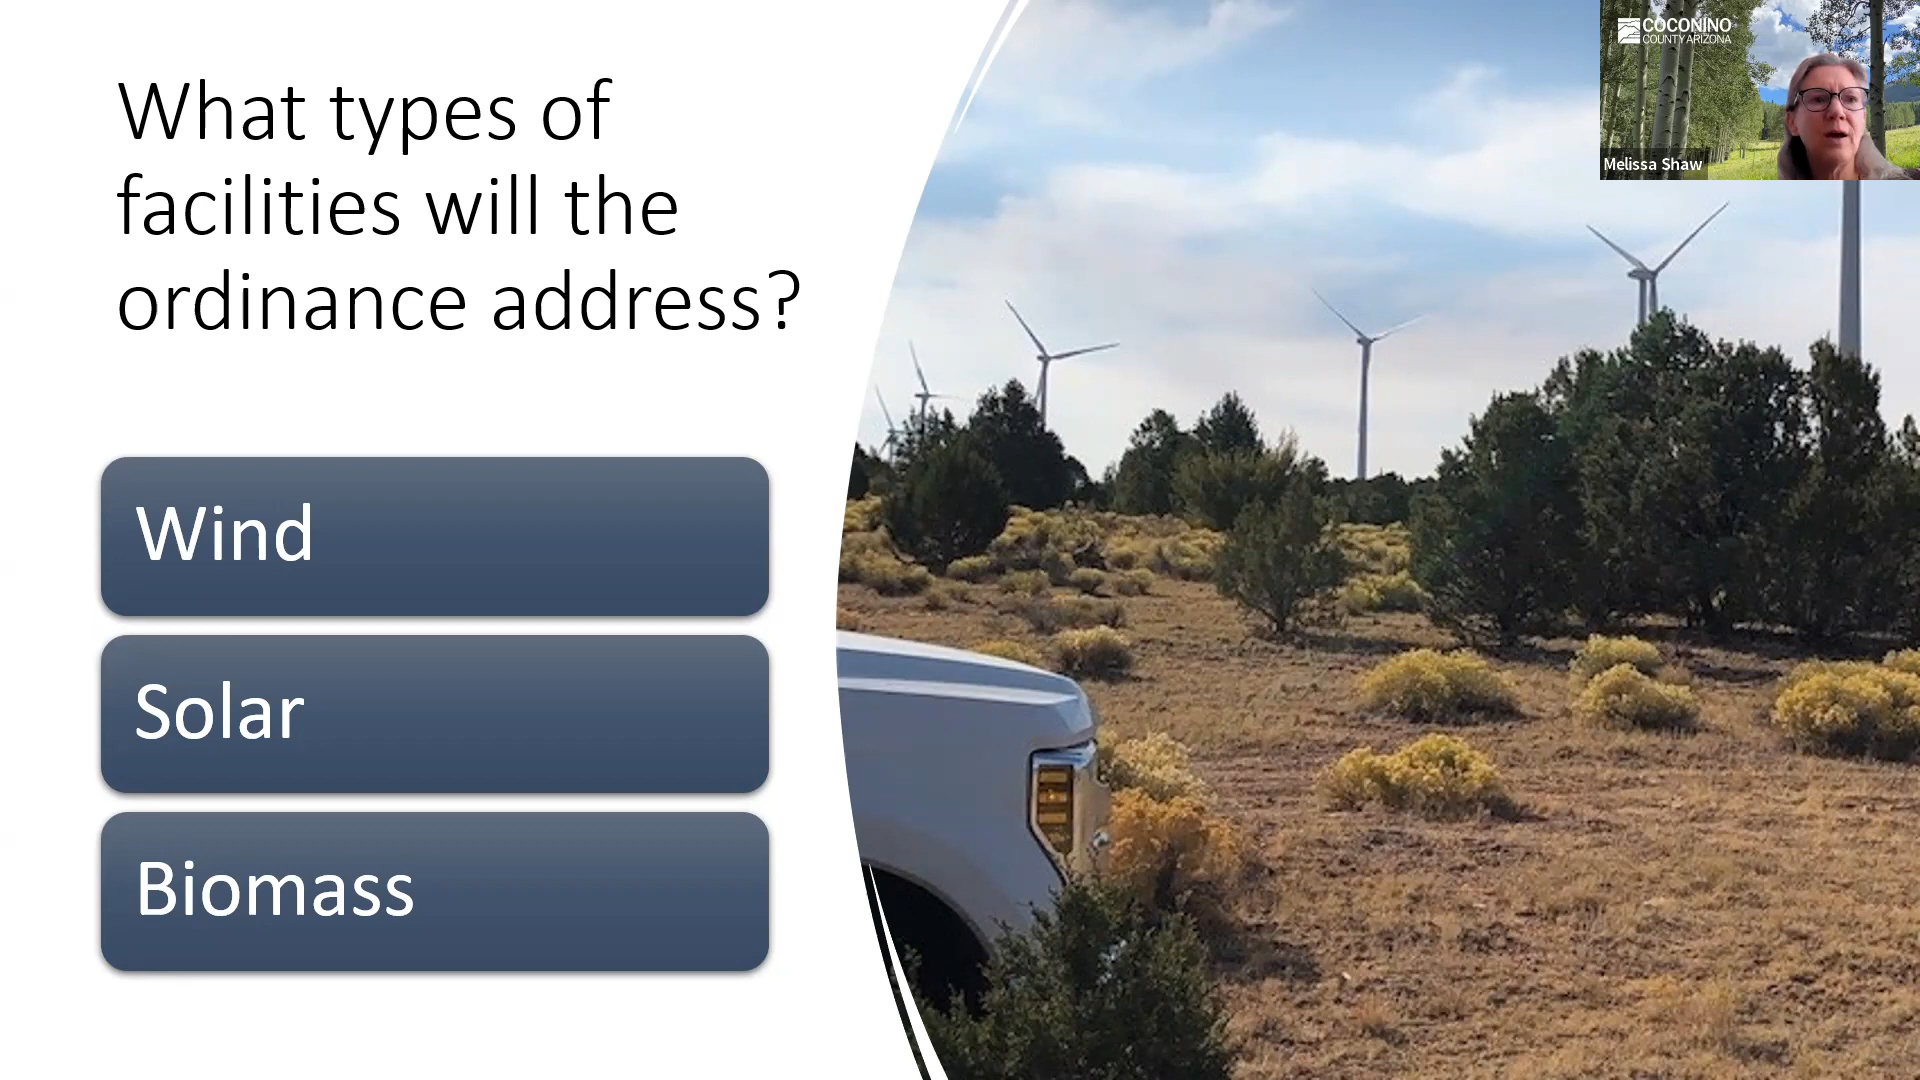 What types of
facilities will the
ordinance address?
Wind
Solar
Biomass
COCONINO
COUNTY ARIZONA
Melissa Shaw